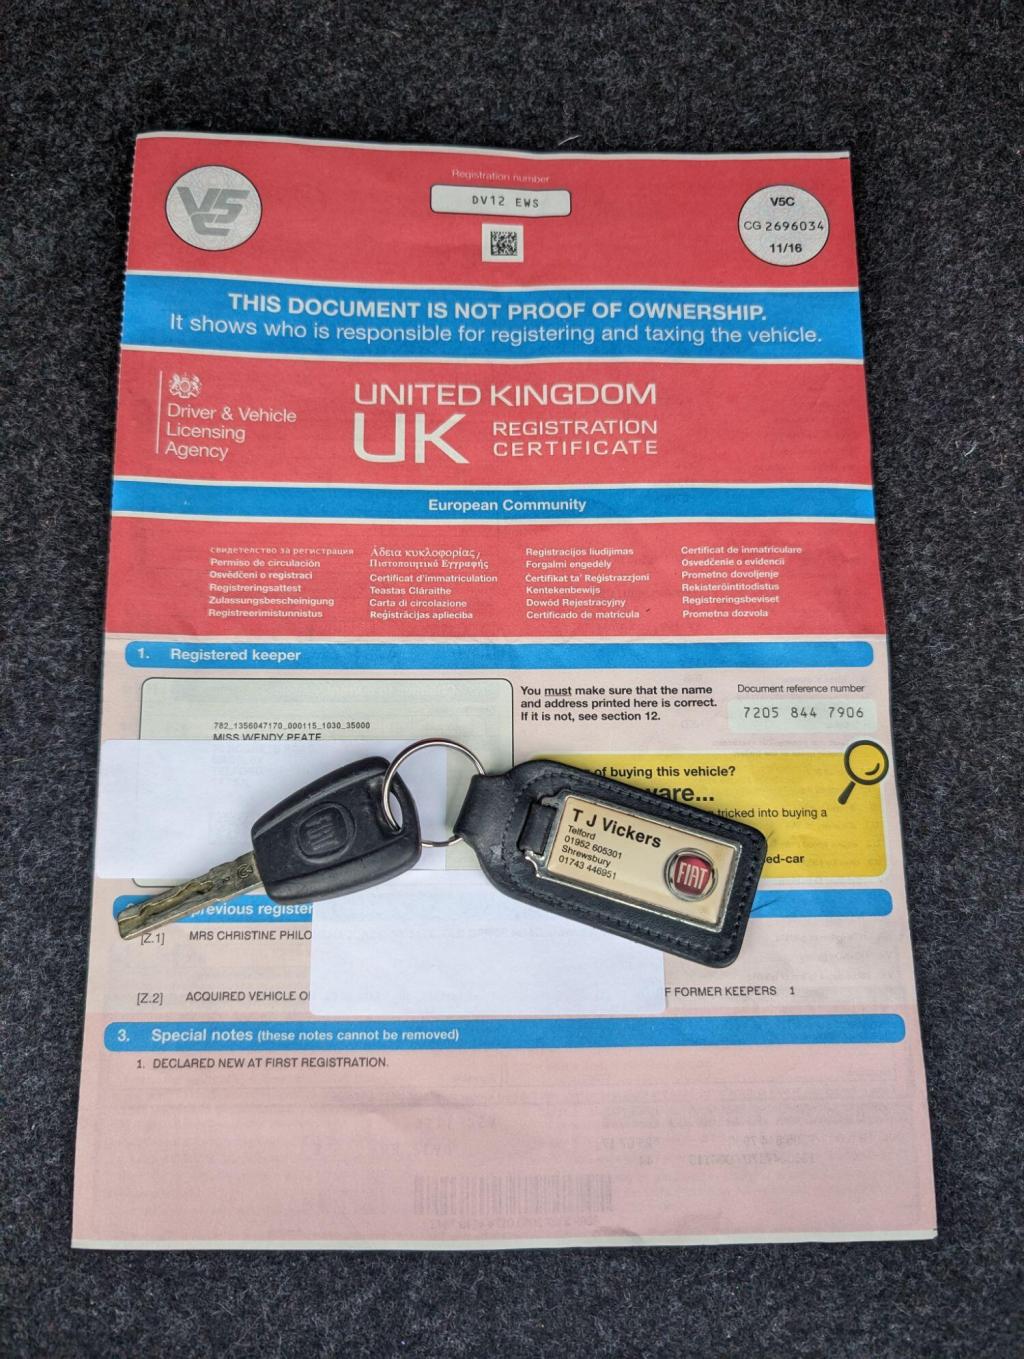 V5C
Registration number
DV12 EWS
V5C
CG 2696034
11/16
THIS DOCUMENT IS NOT PROOF OF OWNERSHIP.
It shows who is responsible for registering and taxing the vehicle.
Driver & Vehicle
Licensing
Agency
UNITED KINGDOM
UK REGISTRATION
CERTIFICATE
European Community
свидетелство за регистрация
Permiso de circulación
Osvědčení o registraci
Registreringsattest
Zulassungsbescheinigung
Registreerimistunnistus
Άδεια κυκλοφορίας/
Πιστοποιητικό Εγγραφής
Certificat d'immatriculation
Teastas Cláraithe
Carta di circolazione
Reģistrācijas apliecība
Registracijos liudijimas
Forgalmi engedély
Ċertifikat ta' Reġistrazzjoni
Kentekenbewijs
Dowód Rejestracyjny
Certificado de matrícula
Certificat de inmatriculare
Osvedčenie o evidencii
Prometno dovoljenje
Rekisteröintitodistus
Registreringsbeviset
Prometna dozvola
1. Registered keeper
782_1356047170_000115_1030_35000
MISS WENDY PEATE
You must make sure that the name
and address printed here is correct.
If it is not, see section 12.
Document reference number
7205 844 7906
of buying this vehicle?
ware...
tricked into buying a
ed-car
T J Vickers
Telford
01952 605301
Shrewsbury
01743 446951
FIAT
previous register
[Z.1] MRS CHRISTINE PHILO
[Z.2] ACQUIRED VEHICLE O
F FORMER KEEPERS 1
3. Special notes (these notes cannot be removed)
1. DECLARED NEW AT FIRST REGISTRATION.